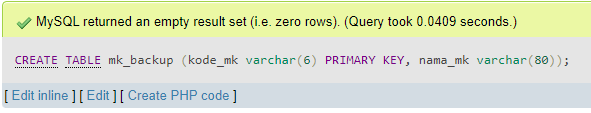 MySQL returned an empty result set (i.e. zero rows). (Query took 0.0409 seconds.)
CREATE TABLE mk_backup (kode_mk varchar(6) PRIMARY KEY, nama_mk varchar(80));
[ Edit inline ] [ Edit ] [ Create PHP code ]